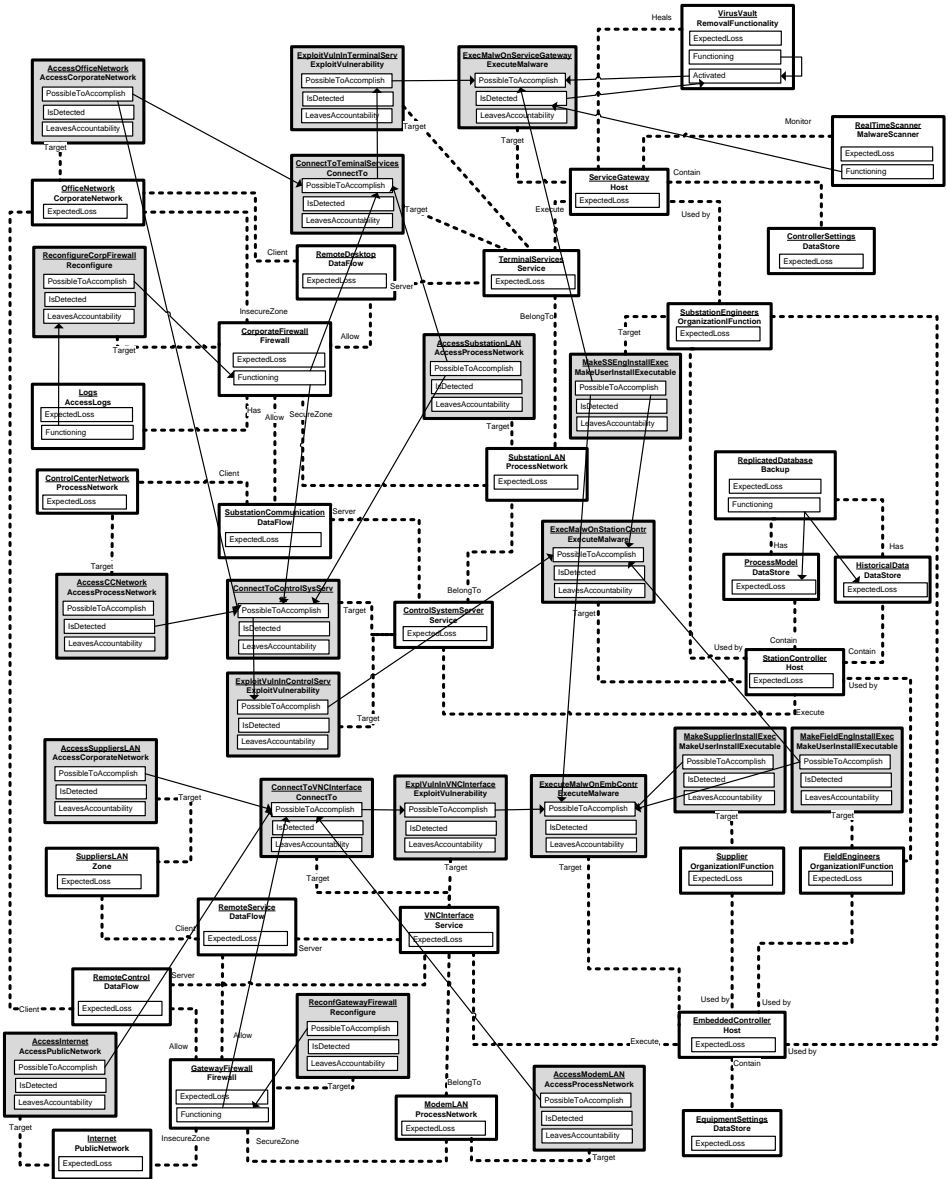 VirusVault
RemovalFunctionality
ExpectedLoss
Functioning
Activated
Heals
ExploitVulnInTerminalServ
ExploitVulnerability
PossibleToAccomplish
IsDetected
LeavesAccountability
Target
ExecMalwOnServiceGateway
ExecuteMalware
PossibleToAccomplish
IsDetected
LeavesAccountability
Target
AccessOfficeNetwork
AccessCorporateNetwork
PossibleToAccomplish
IsDetected
LeavesAccountability
Target
Monitor
RealTimeScanner
MalwareScanner
ExpectedLoss
Functioning
ConnectToTeminalServices
ConnectTo
PossibleToAccomplish
IsDetected
LeavesAccountability
Target
ServiceGateway
Host
ExpectedLoss
Contain
Execute
Used by
OfficeNetwork
CorporateNetwork
ExpectedLoss
ControllerSettings
DataStore
ExpectedLoss
ReconfigureCorpFirewall
Reconfigure
PossibleToAccomplish
IsDetected
LeavesAccountability
Target
Client
RemoteDesktop
DataFlow
ExpectedLoss
Server
TerminalServices
Service
ExpectedLoss
BelongTo
InsecureZone
CorporateFirewall
Firewall
ExpectedLoss
Functioning
Allow
SubstationEngineers
OrganizationlFunction
ExpectedLoss
Target
AccessSubstationLAN
AccessProcessNetwork
PossibleToAccomplish
IsDetected
LeavesAccountability
Target
MakeSSEngInstallExec
MakeUserInstallExecutable
PossibleToAccomplish
IsDetected
LeavesAccountability
Logs
AccessLogs
ExpectedLoss
Functioning
Has
Allow
SecureZone
SubstationLAN
ProcessNetwork
ExpectedLoss
ReplicatedDatabase
Backup
ExpectedLoss
Functioning
Has
Has
ControlCenterNetwork
ProcessNetwork
ExpectedLoss
Client
Target
SubstationCommunication
DataFlow
ExpectedLoss
Server
ExecMalwOnStationContr
ExecuteMalware
PossibleToAccomplish
IsDetected
LeavesAccountability
Target
ProcessModel
DataStore
ExpectedLoss
HistoricalData
DataStore
ExpectedLoss
AccessCCNetwork
AccessProcessNetwork
PossibleToAccomplish
IsDetected
LeavesAccountability
ConnectToControlSysServ
PossibleToAccomplish
IsDetected
LeavesAccountability
Target
BelongTo
ControlSystemServer
Service
ExpectedLoss
Contain
Contain
Used by
StationController
Host
ExpectedLoss
Used by
Execute
ExploitVulnInControlServ
ExploitVulnerability
PossibleToAccomplish
IsDetected
LeavesAccountability
Target
AccessSuppliersLAN
AccessCorporateNetwork
PossibleToAccomplish
IsDetected
LeavesAccountability
Target
MakeSupplierInstallExec
MakeUserInstallExecutable
PossibleToAccomplish
IsDetected
LeavesAccountability
Target
MakeFieldEngInstallExec
MakeUserInstallExecutable
PossibleToAccomplish
IsDetected
LeavesAccountability
Target
ConnectToVNCInterface
ConnectTo
PossibleToAccomplish
IsDetected
LeavesAccountability
Target
ExplVulnInVNCInterface
ExploitVulnerability
PossibleToAccomplish
IsDetected
LeavesAccountability
Target
ExecuteMalwOnEmbContr
ExecuteMalware
PossibleToAccomplish
IsDetected
LeavesAccountability
Target
SuppliersLAN
Zone
ExpectedLoss
Supplier
OrganizationlFunction
ExpectedLoss
FieldEngineers
OrganizationlFunction
ExpectedLoss
Client
RemoteService
DataFlow
ExpectedLoss
Server
VNCInterface
Service
ExpectedLoss
RemoteControl
DataFlow
ExpectedLoss
Server
Client
Allow
Allow
ReconfGatewayFirewall
Reconfigure
PossibleToAccomplish
IsDetected
LeavesAccountability
Target
Used by
Used by
EmbeddedController
Host
ExpectedLoss
Execute
Used by
Contain
AccessInternet
AccessPublicNetwork
PossibleToAccomplish
IsDetected
LeavesAccountability
Target
GatewayFirewall
Firewall
ExpectedLoss
Functioning
InsecureZone
SecureZone
BelongTo
ModemLAN
ProcessNetwork
ExpectedLoss
AccessModemLAN
AccessProcessNetwork
PossibleToAccomplish
IsDetected
LeavesAccountability
Target
Internet
PublicNetwork
ExpectedLoss
EquipmentSettings
DataStore
ExpectedLoss